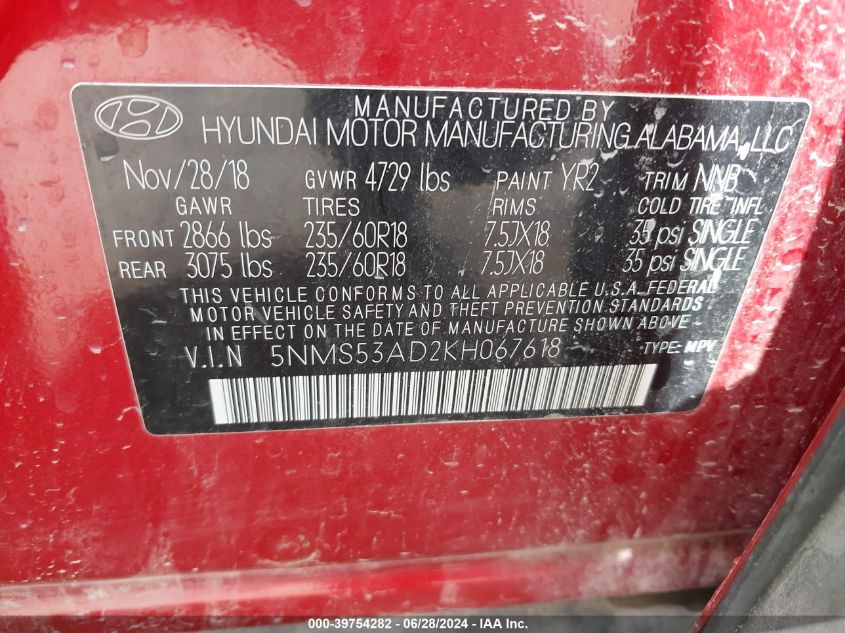 MANUFACTURED BY
HYUNDAI MOTOR MANUFACTURING ALABAMA, LLC
Nov/28/18 GVWR 4729 lbs PAINT YR2 TRIM NNB
GAWR TIRES RIMS COLD TIRE INFL.
FRONT 2866 lbs 235/60R18 7.5JX18 35 psi SINGLE
REAR 3075 lbs 235/60R18 7.5JX18 35 psi SINGLE
THIS VEHICLE CONFORMS TO ALL APPLICABLE U.S.A. FEDERAL
MOTOR VEHICLE SAFETY AND THEFT PREVENTION STANDARDS
IN EFFECT ON THE DATE OF MANUFACTURE SHOWN ABOVE.
V.I.N 5NMS53AD2KH067618 TYPE: MPV
000-39754282 - 06/28/2024 - IAA Inc.